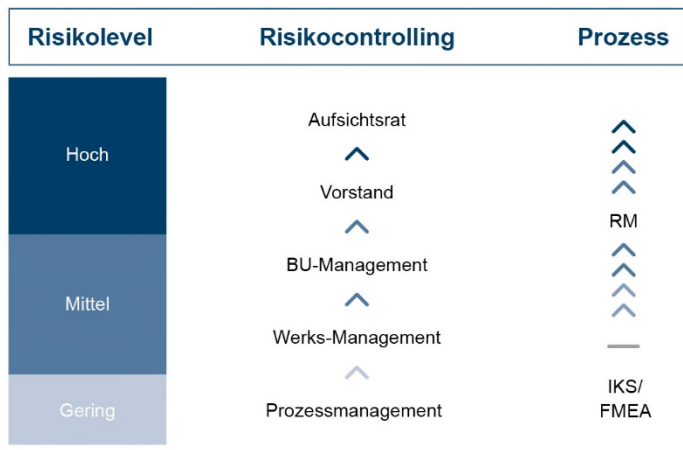 Risikolevel Risikocontrolling Prozess
Aufsichtsrat
Hoch
Vorstand
RM
BU-Management
Mittel
Werks-Management
IKS/
Gering Prozessmanagement FMEA